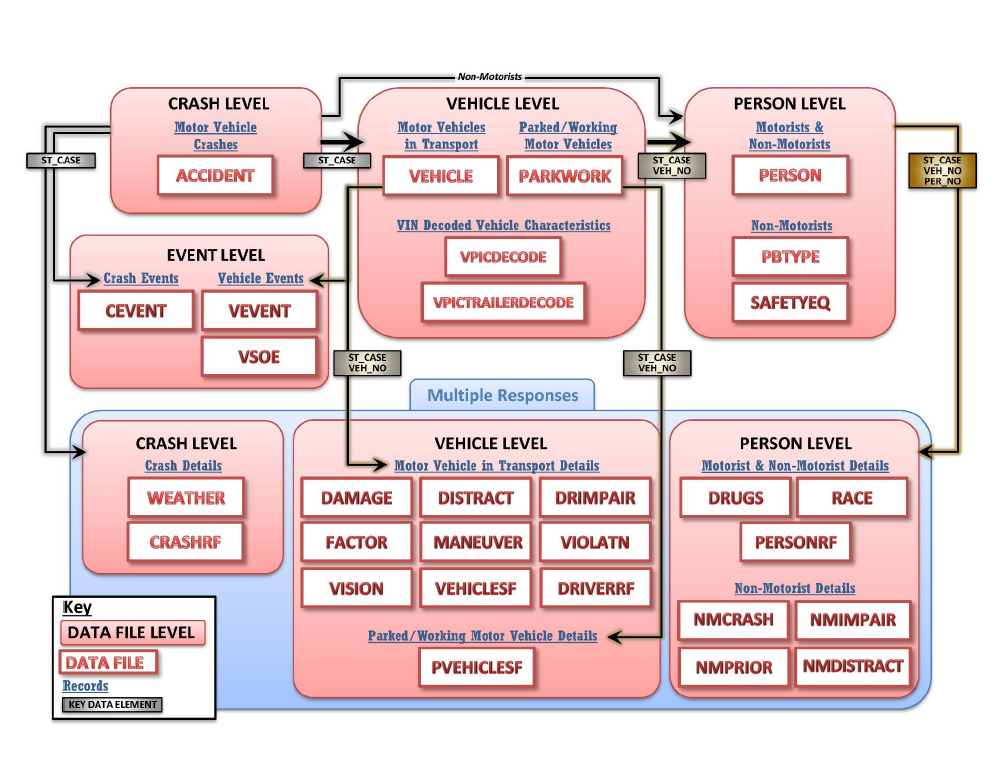 Non-Motorists
CRASH LEVEL
Motor Vehicle
Crashes
ACCIDENT
ST_CASE
ST_CASE
VEHICLE LEVEL
Motor Vehicles
in Transport
VEHICLE
Parked/Working
Motor Vehicles
PARKWORK
VIN Decoded Vehicle Characteristics
VPICDECODE
VPICTRAILERDECODE
ST_CASE
VEH_NO
PERSON LEVEL
Motorists &
Non-Motorists
PERSON
Non-Motorists
PBTYPE
SAFETYEQ
ST_CASE
VEH_NO
PER_NO
EVENT LEVEL
Crash Events
CEVENT
Vehicle Events
VEVENT
VSOE
ST_CASE
VEH_NO
ST_CASE
VEH_NO
Multiple Responses
CRASH LEVEL
Crash Details
WEATHER
CRASHRF
VEHICLE LEVEL
Motor Vehicle in Transport Details
DAMAGE DISTRACT DRIMPAIR
FACTOR MANEUVER VIOLATN
VISION VEHICLESF DRIVERRF
Parked/Working Motor Vehicle Details
PVEHICLESF
PERSON LEVEL
Motorist & Non-Motorist Details
DRUGS RACE
PERSONRF
Non-Motorist Details
NMCRASH NMIMPAIR
NMPRIOR NMDISTRACT
Key
DATA FILE LEVEL
DATA FILE
Records
KEY DATA ELEMENT